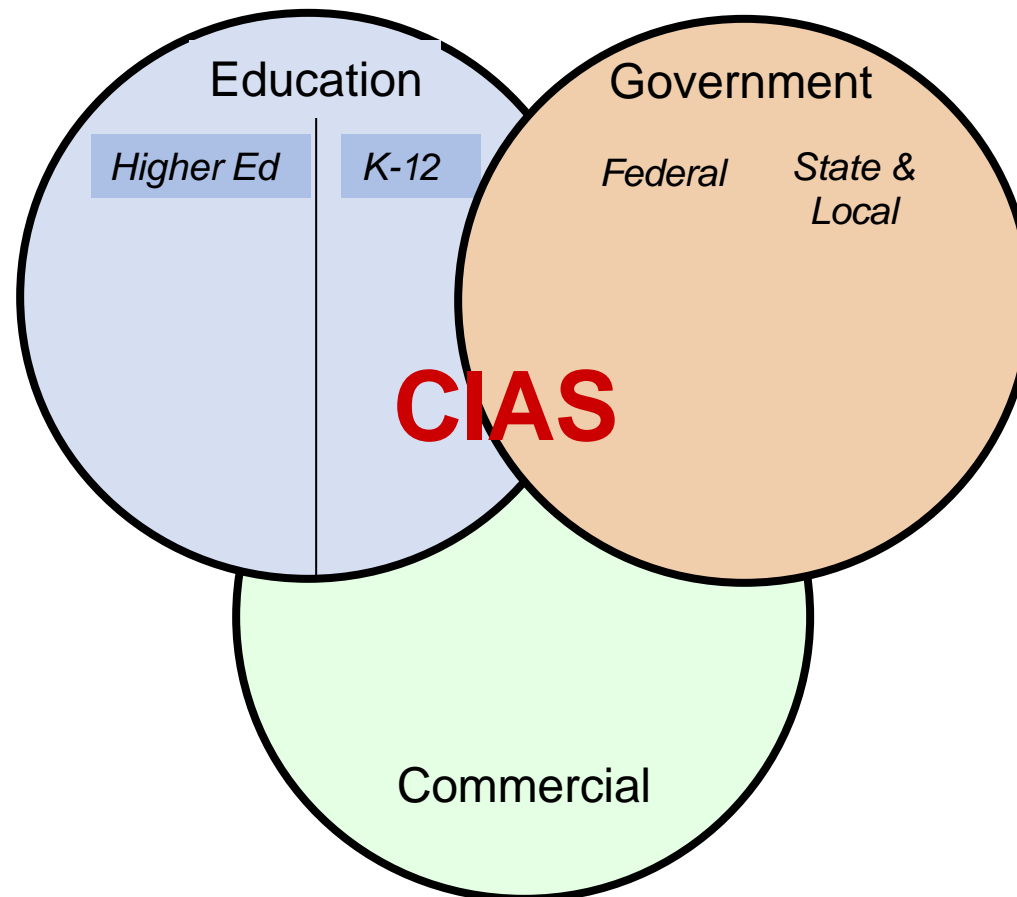 Education
Higher Ed
K-12
Government
Federal
State &
Local
CIAS
Commercial